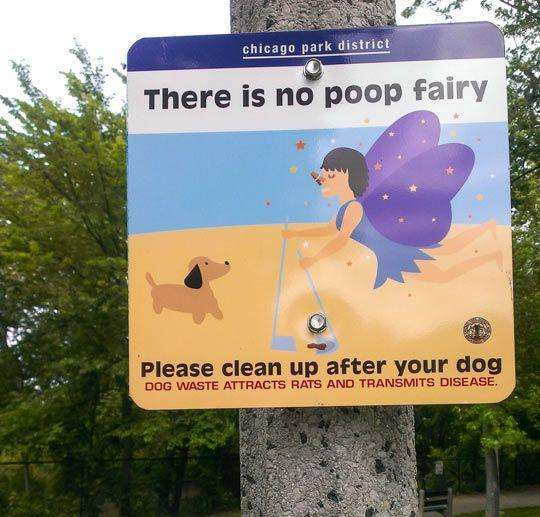 chicago park district
There is no poop fairy
Please clean up after your dog
DOG WASTE ATTRACTS RATS AND TRANSMITS DISEASE.